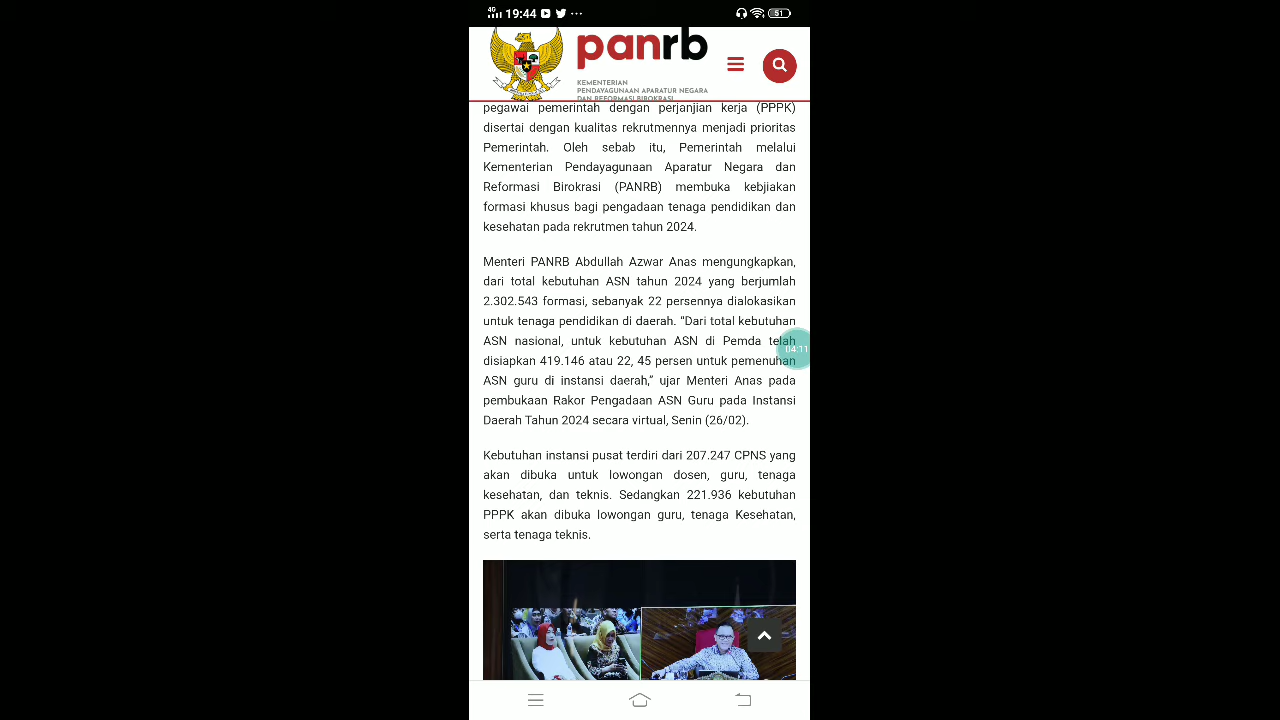 4G 19:44 51
panrb
KEMENTERIAN
PENDAYAGUNAAN APARATUR NEGARA
DAN REFORMASI BIROKRASI
pegawai pemerintah dengan perjanjian kerja (PPPK)
disertai dengan kualitas rekrutmennya menjadi prioritas
Pemerintah. Oleh sebab itu, Pemerintah melalui
Kementerian Pendayagunaan Aparatur Negara dan
Reformasi Birokrasi (PANRB) membuka kebjiakan
formasi khusus bagi pengadaan tenaga pendidikan dan
kesehatan pada rekrutmen tahun 2024.
Menteri PANRB Abdullah Azwar Anas mengungkapkan,
dari total kebutuhan ASN tahun 2024 yang berjumlah
2.302.543 formasi, sebanyak 22 persennya dialokasikan
untuk tenaga pendidikan di daerah. “Dari total kebutuhan
ASN nasional, untuk kebutuhan ASN di Pemda telah
04:11
disiapkan 419.146 atau 22, 45 persen untuk pemenuhan
ASN guru di instansi daerah,” ujar Menteri Anas pada
pembukaan Rakor Pengadaan ASN Guru pada Instansi
Daerah Tahun 2024 secara virtual, Senin (26/02).
Kebutuhan instansi pusat terdiri dari 207.247 CPNS yang
akan dibuka untuk lowongan dosen, guru, tenaga
kesehatan, dan teknis. Sedangkan 221.936 kebutuhan
PPPK akan dibuka lowongan guru, tenaga Kesehatan,
serta tenaga teknis.